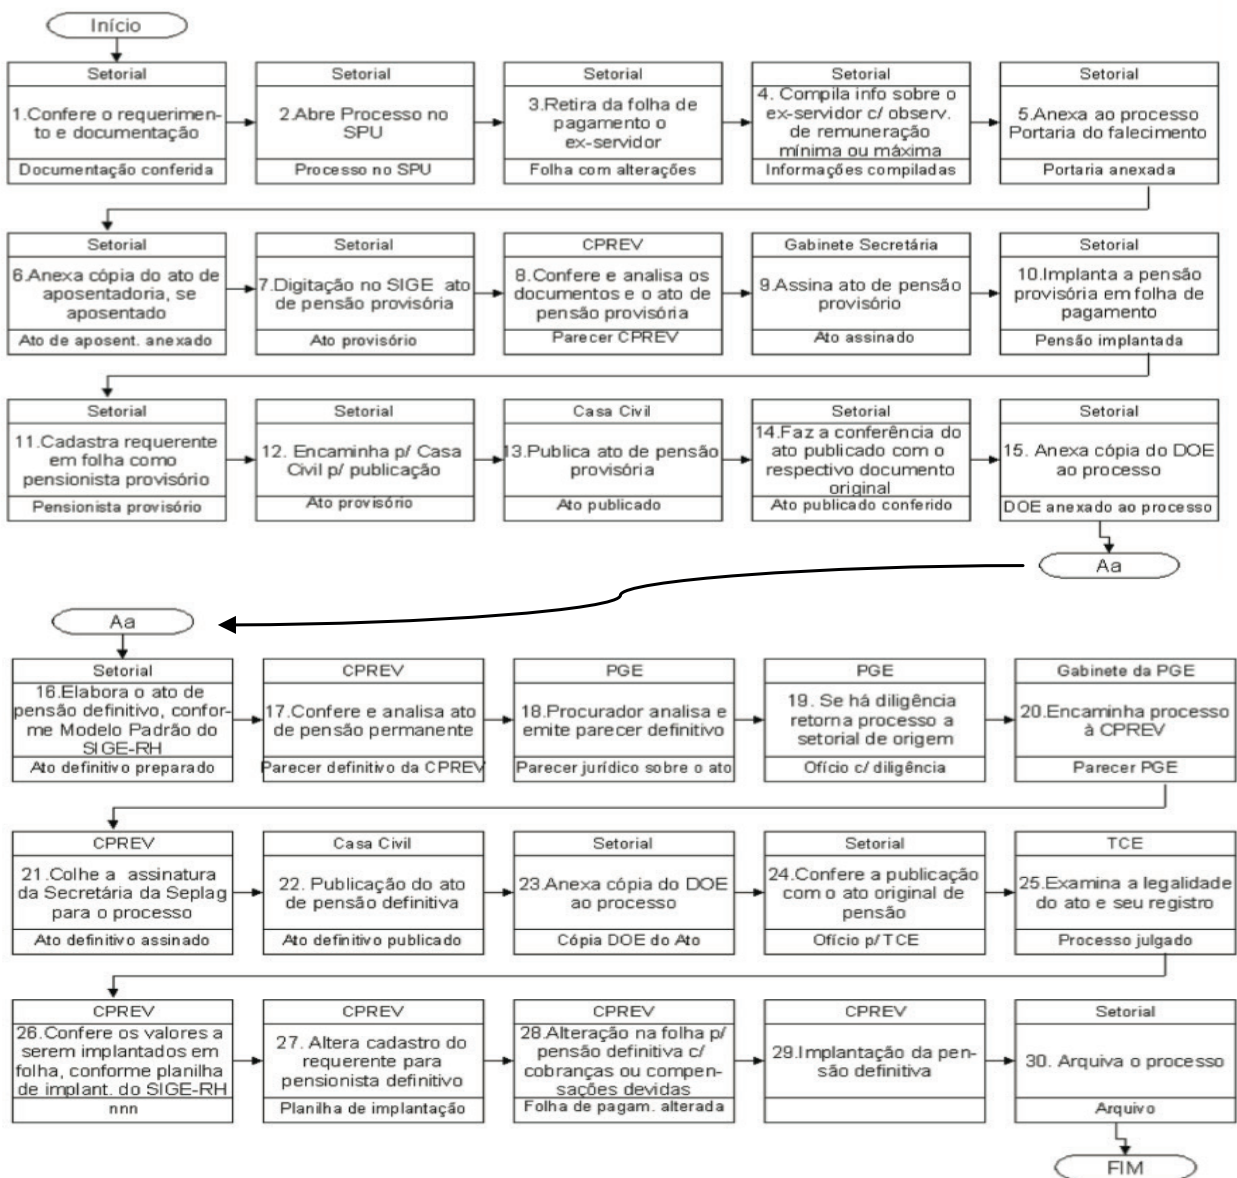 Início
Setorial
1.Confere o requerimen-
to e documentação
Documentação conferida
Setorial
2.Abre Processo no
SPU
Processo no SPU
Setorial
3.Retira da folha de
pagamento o
ex-servidor
Folha com alterações
Setorial
4. Compila info sobre o
ex-servidor c/ observ.
de remuneração
mínima ou máxima
Informações compiladas
Setorial
5.Anexa ao processo
Portaria do falecimento
Portaria anexada
Setorial
6.Anexa cópia do ato de
aposentadoria, se
aposentado
Ato de aposent. anexado
Setorial
7.Digitação no SIGE ato
de pensão provisória
Ato provisório
CPREV
8.Confere e analisa os
documentos e o ato de
pensão provisória
Parecer CPREV
Gabinete Secretária
9.Assina ato de pensão
provisório
Ato assinado
Setorial
10.Implanta a pensão
provisória em folha de
pagamento
Pensão implantada
Setorial
11.Cadastra requerente
em folha como
pensionista provisório
Pensionista provisório
Setorial
12. Encaminha p/ Casa
Civil p/ publicação
Ato provisório
Casa Civil
13.Publica ato de pensão
provisória
Ato publicado
Setorial
14.Faz a conferência do
ato publicado com o
respectivo documento
original
Ato publicado conferido
Setorial
15. Anexa cópia do DOE
ao processo
DOE anexado ao processo
Aa
Aa
Setorial
16.Elabora o ato de
pensão definitivo, confor-
me Modelo Padrão do
SIGE-RH
Ato definitivo preparado
CPREV
17.Confere e analisa ato
de pensão permanente
Parecer definitivo da CPREV
PGE
18.Procurador analisa e
emite parecer definitivo
Parecer jurídico sobre o ato
PGE
19. Se há diligência
retorna processo a
setorial de origem
Ofício c/ diligência
Gabinete da PGE
20.Encaminha processo
à CPREV
Parecer PGE
CPREV
21.Colhe a assinatura
da Secretária da Seplag
para o processo
Ato definitivo assinado
Casa Civil
22. Publicação do ato
de pensão definitiva
Ato definitivo publicado
Setorial
23.Anexa cópia do DOE
ao processo
Cópia DOE do Ato
Setorial
24.Confere a publicação
com o ato original de
pensão
Ofício p/ TCE
TCE
25.Examina a legalidade
do ato e seu registro
Processo julgado
CPREV
26.Confere os valores a
serem implantados em
folha, conforme planilha
de implant. do SIGE-RH
nnn
CPREV
27. Altera cadastro do
requerente para
pensionista definitivo
Planilha de implantação
CPREV
28.Alteração na folha p/
pensão definitiva c/
cobranças ou compen-
sações devidas
Folha de pagam. alterada
CPREV
29.Implantação da pen-
são definitiva
Setorial
30. Arquiva o processo
Arquivo
FIM